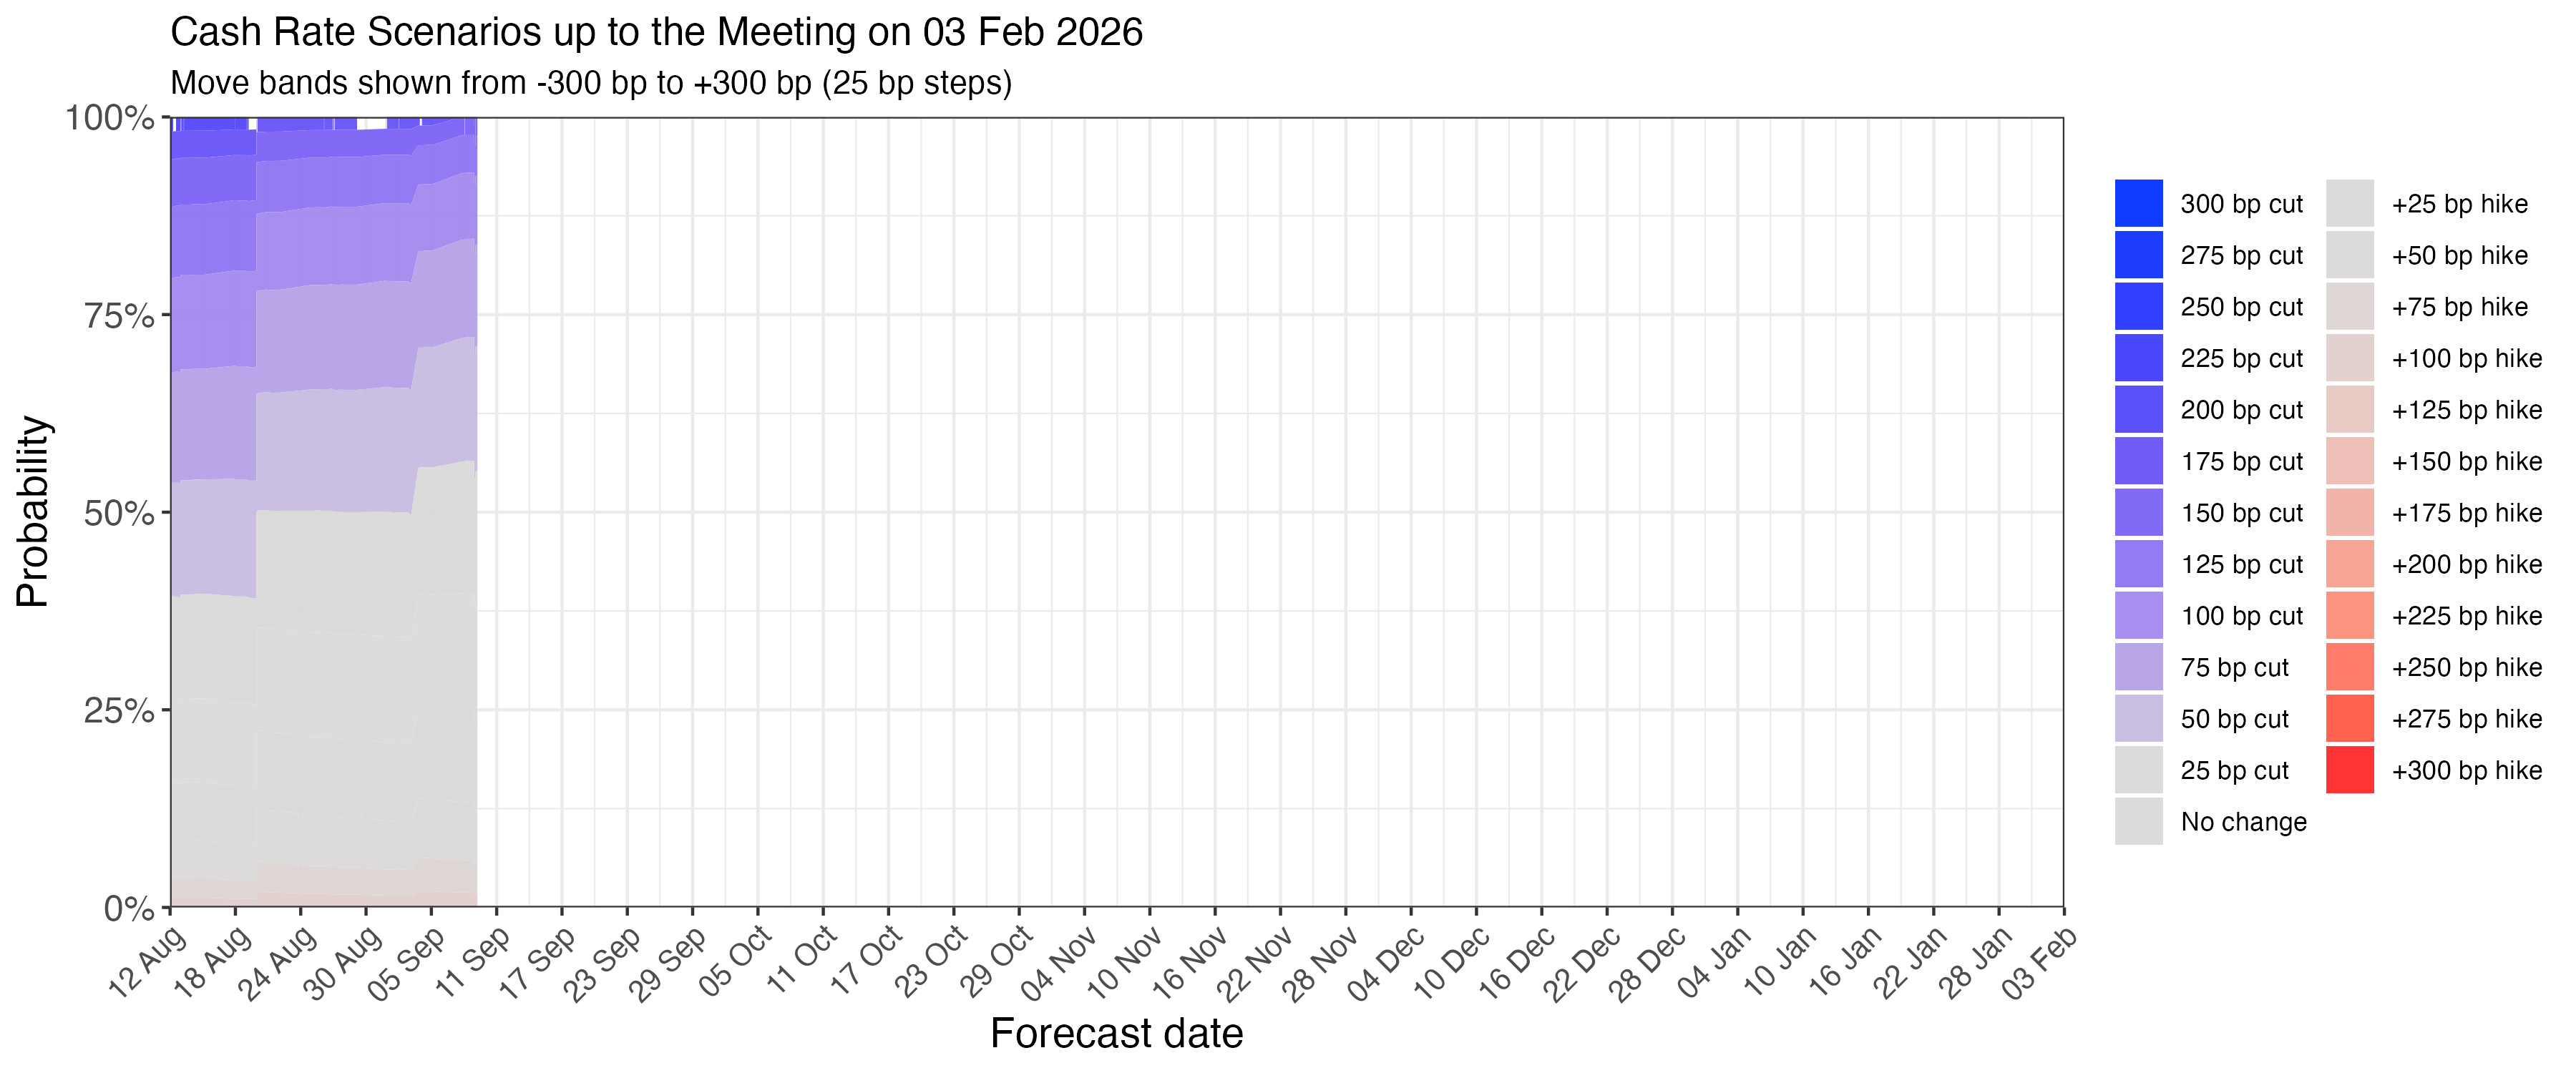 Cash Rate Scenarios up to the Meeting on 03 Feb 2026
Move bands shown from -300 bp to +300 bp (25 bp steps)
Probability
100%
75%
50%
25%
0%
12 Aug
18 Aug
24 Aug
30 Aug
05 Sep
11 Sep
17 Sep
23 Sep
29 Sep
05 Oct
11 Oct
17 Oct
23 Oct
29 Oct
04 Nov
10 Nov
16 Nov
22 Nov
28 Nov
04 Dec
10 Dec
16 Dec
22 Dec
28 Dec
04 Jan
10 Jan
16 Jan
22 Jan
28 Jan
03 Feb
Forecast date
300 bp cut
275 bp cut
250 bp cut
225 bp cut
200 bp cut
175 bp cut
150 bp cut
125 bp cut
100 bp cut
75 bp cut
50 bp cut
25 bp cut
No change
+25 bp hike
+50 bp hike
+75 bp hike
+100 bp hike
+125 bp hike
+150 bp hike
+175 bp hike
+200 bp hike
+225 bp hike
+250 bp hike
+275 bp hike
+300 bp hike